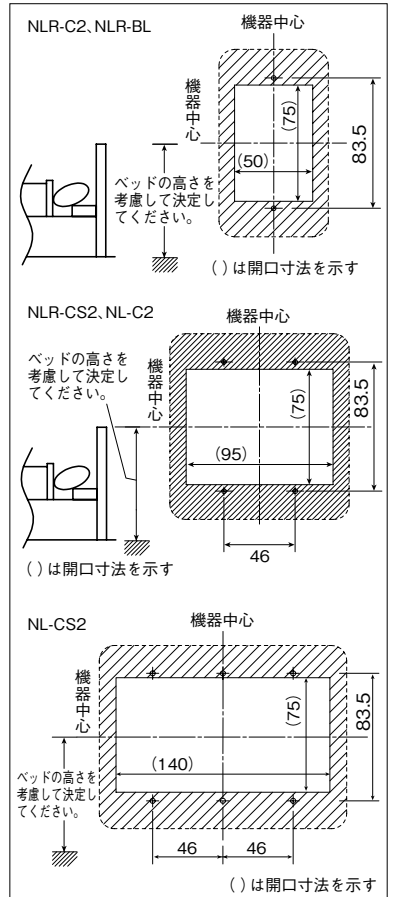 NLR-C2、NLR-BL
機器中心
機器中心
(75)
83.5
(50)
ベッドの高さを
考慮して決定し
てください。
( )は開口寸法を示す
NLR-CS2、NL-C2
機器中心
ベッドの高さを
考慮して決定し
てください。
機器中心
(75)
83.5
(95)
46
( )は開口寸法を示す
NL-CS2
機器中心
機器中心
(75)
83.5
(140)
ベッドの高さを
考慮して決定し
てください。
46
46
( )は開口寸法を示す